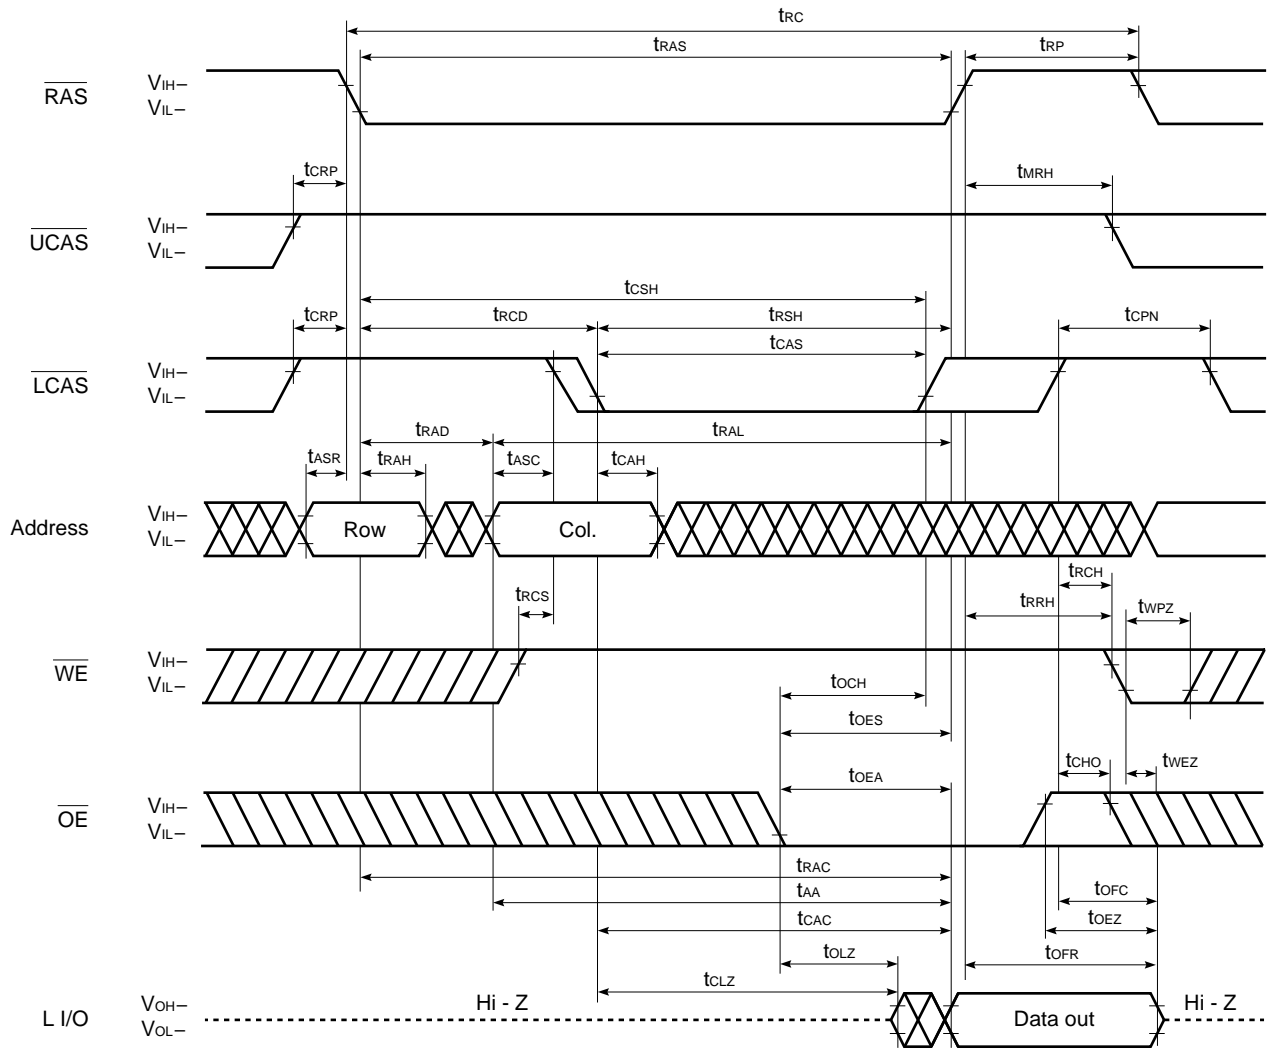 tRC
tRAS tRP
RAS VIH–
VIL–
tCRP tMRH
UCAS VIH–
VIL–
tCSH
tCRP tRCD tRSH tCPN
tCAS
LCAS VIH–
VIL–
tRAD tRAL
tASR tRAH tASC tCAH
Address VIH–
VIL–
Row Col.
tRCH
tRCS tRRH tWPZ
WE VIH–
VIL–
tOCH
tOES
tCHO tWEZ
tOEA
OE VIH–
VIL–
tRAC
tAA tOFC
tCAC tOEZ
tOLZ tOFR
tCLZ
L I/O VOH–
VOL–
Hi - Z Data out Hi - Z